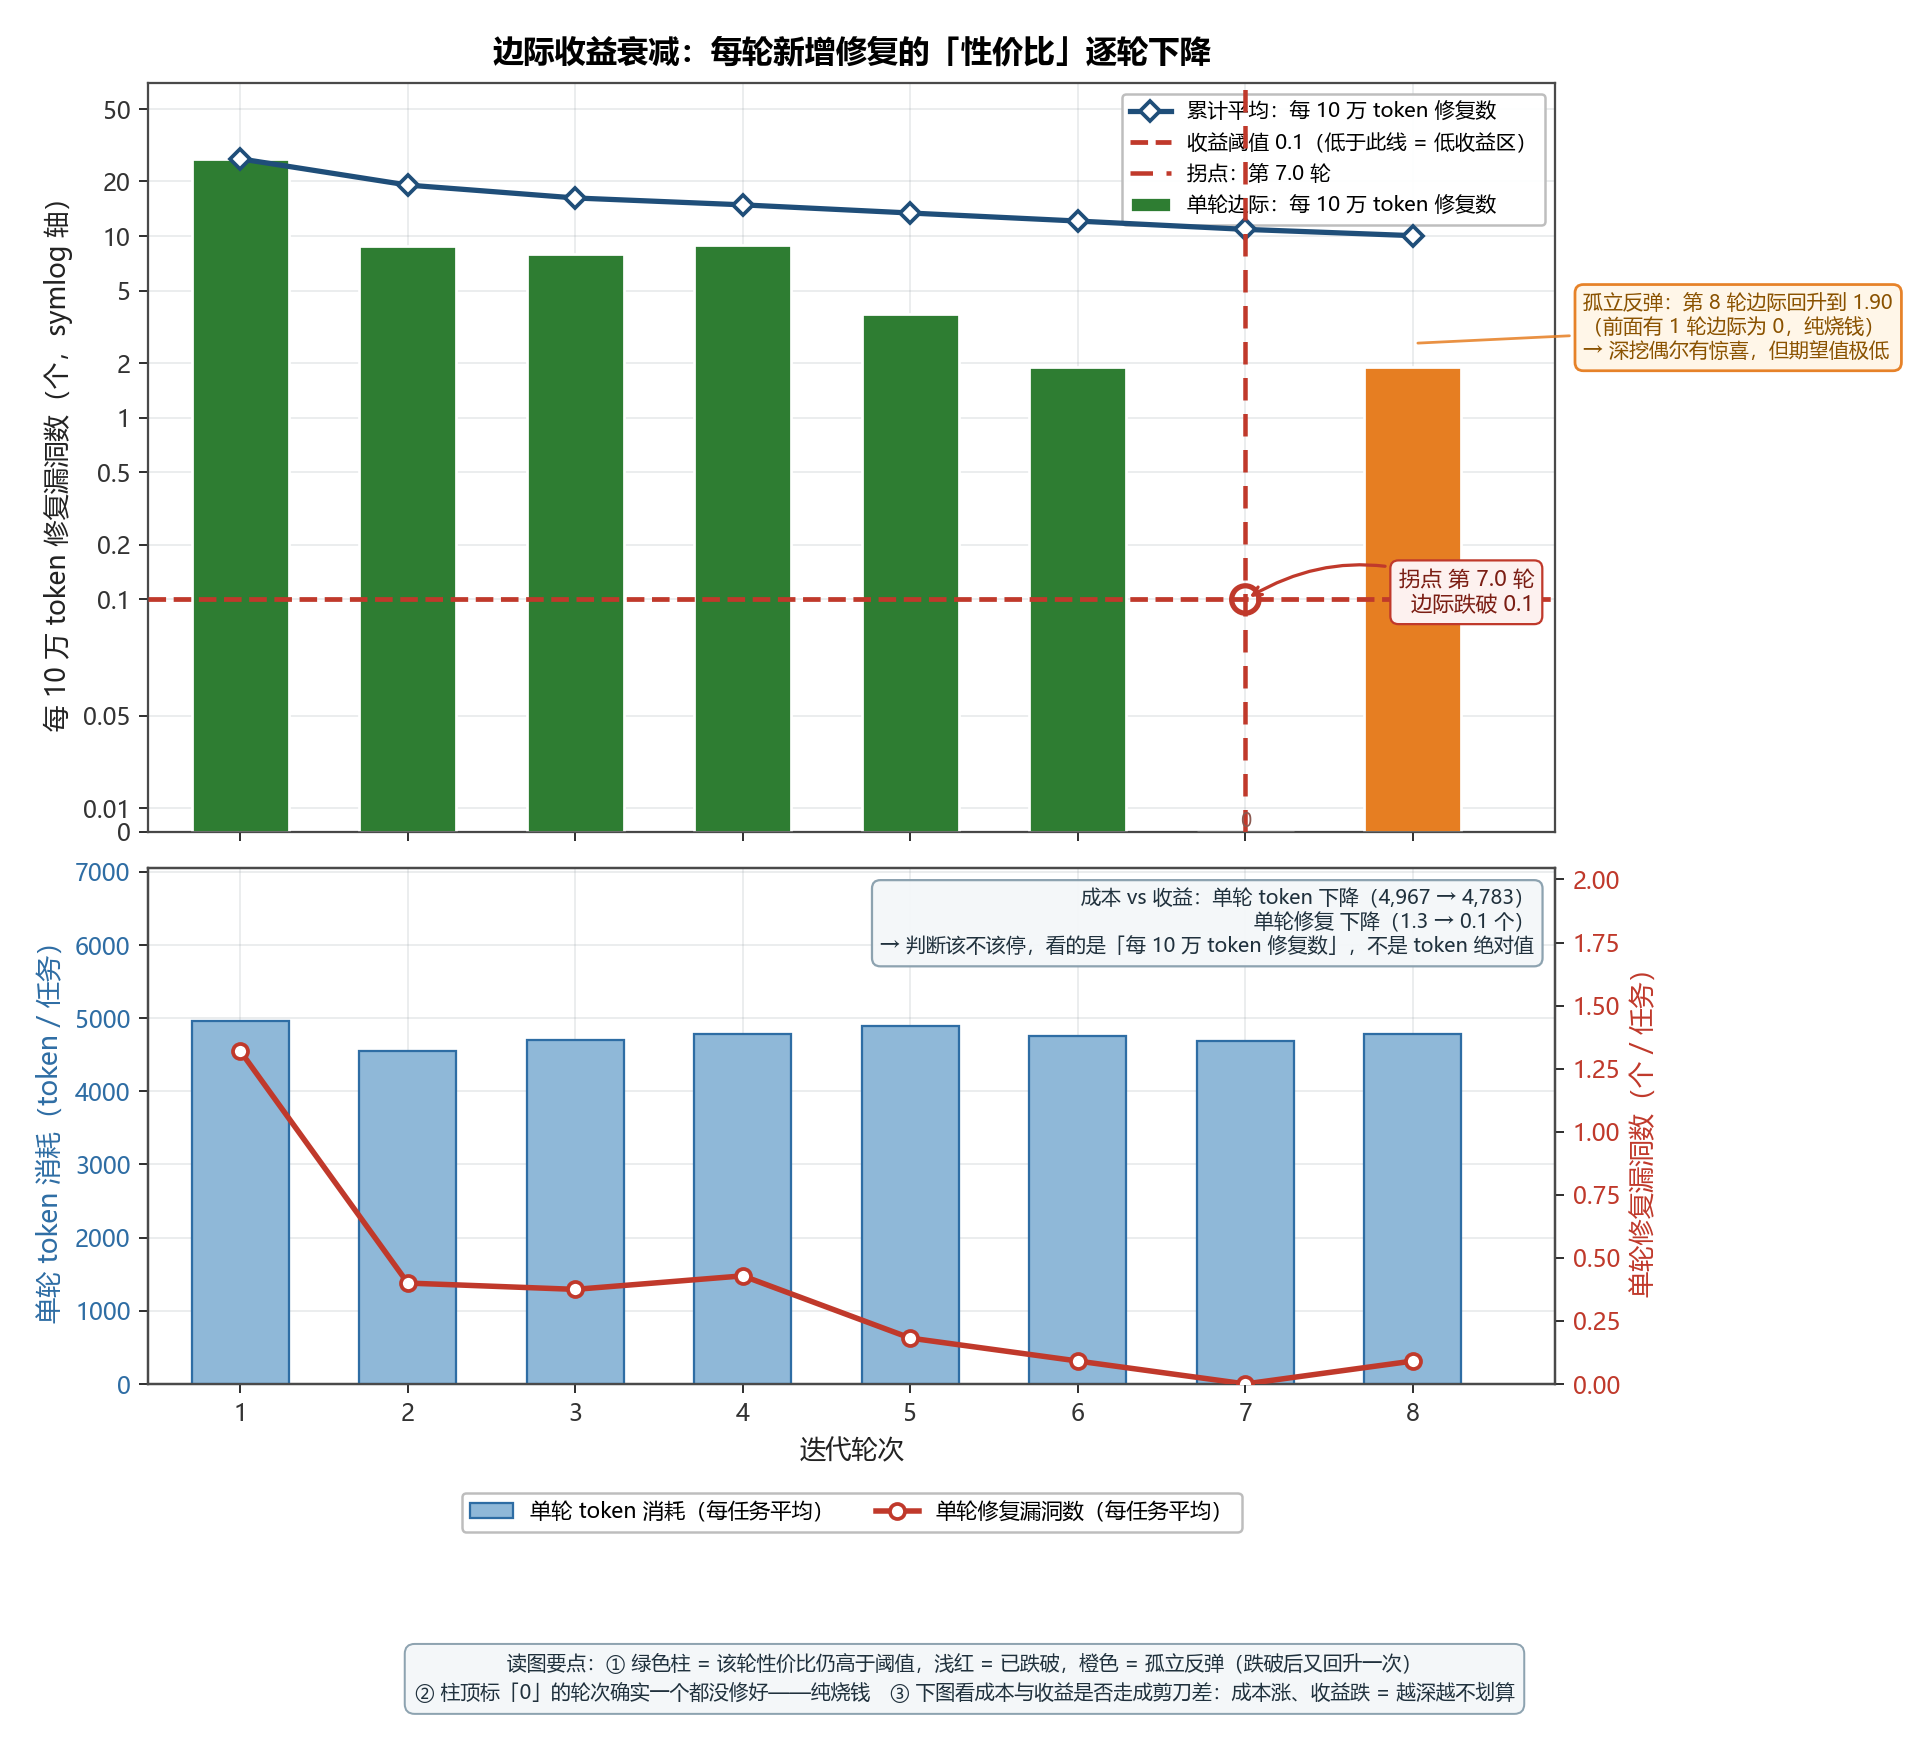 边际收益衰减：每轮新增修复的「性价比」逐轮下降
每 10 万 token 修复漏洞数（个，symlog 轴）
50
20
10
5
2
1
0.5
0.2
0.1
0.05
0.01
0
累计平均：每 10 万 token 修复数
收益阈值 0.1（低于此线 = 低收益区）
拐点：第 7.0 轮
单轮边际：每 10 万 token 修复数
孤立反弹：第 8 轮边际回升到 1.90
（前面有 1 轮边际为 0，纯烧钱）
→ 深挖偶尔有惊喜，但期望值极低
拐点 第 7.0 轮
边际跌破 0.1
0
单轮 token 消耗（token / 任务）
7000
6000
5000
4000
3000
2000
1000
0
成本 vs 收益：单轮 token 下降（4,967 → 4,783）
单轮修复 下降（1.3 → 0.1 个）
→ 判断该不该停，看的是「每 10 万 token 修复数」，不是 token 绝对值
2.00
1.75
1.50
1.25
1.00
0.75
0.50
0.25
0.00
单轮修复漏洞数（个 / 任务）
1 2 3 4 5 6 7 8
迭代轮次
单轮 token 消耗（每任务平均） 单轮修复漏洞数（每任务平均）
读图要点：① 绿色柱 = 该轮性价比仍高于阈值，浅红 = 已跌破，橙色 = 孤立反弹（跌破后又回升一次）
② 柱顶标「0」的轮次确实一个都没修好——纯烧钱 ③ 下图看成本与收益是否走成剪刀差：成本涨、收益跌 = 越深越不划算